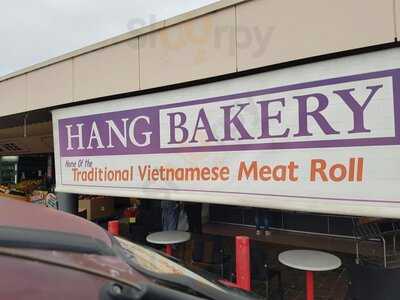 HANG BAKERY
Home Of the
Traditional Vietnamese Meat Roll